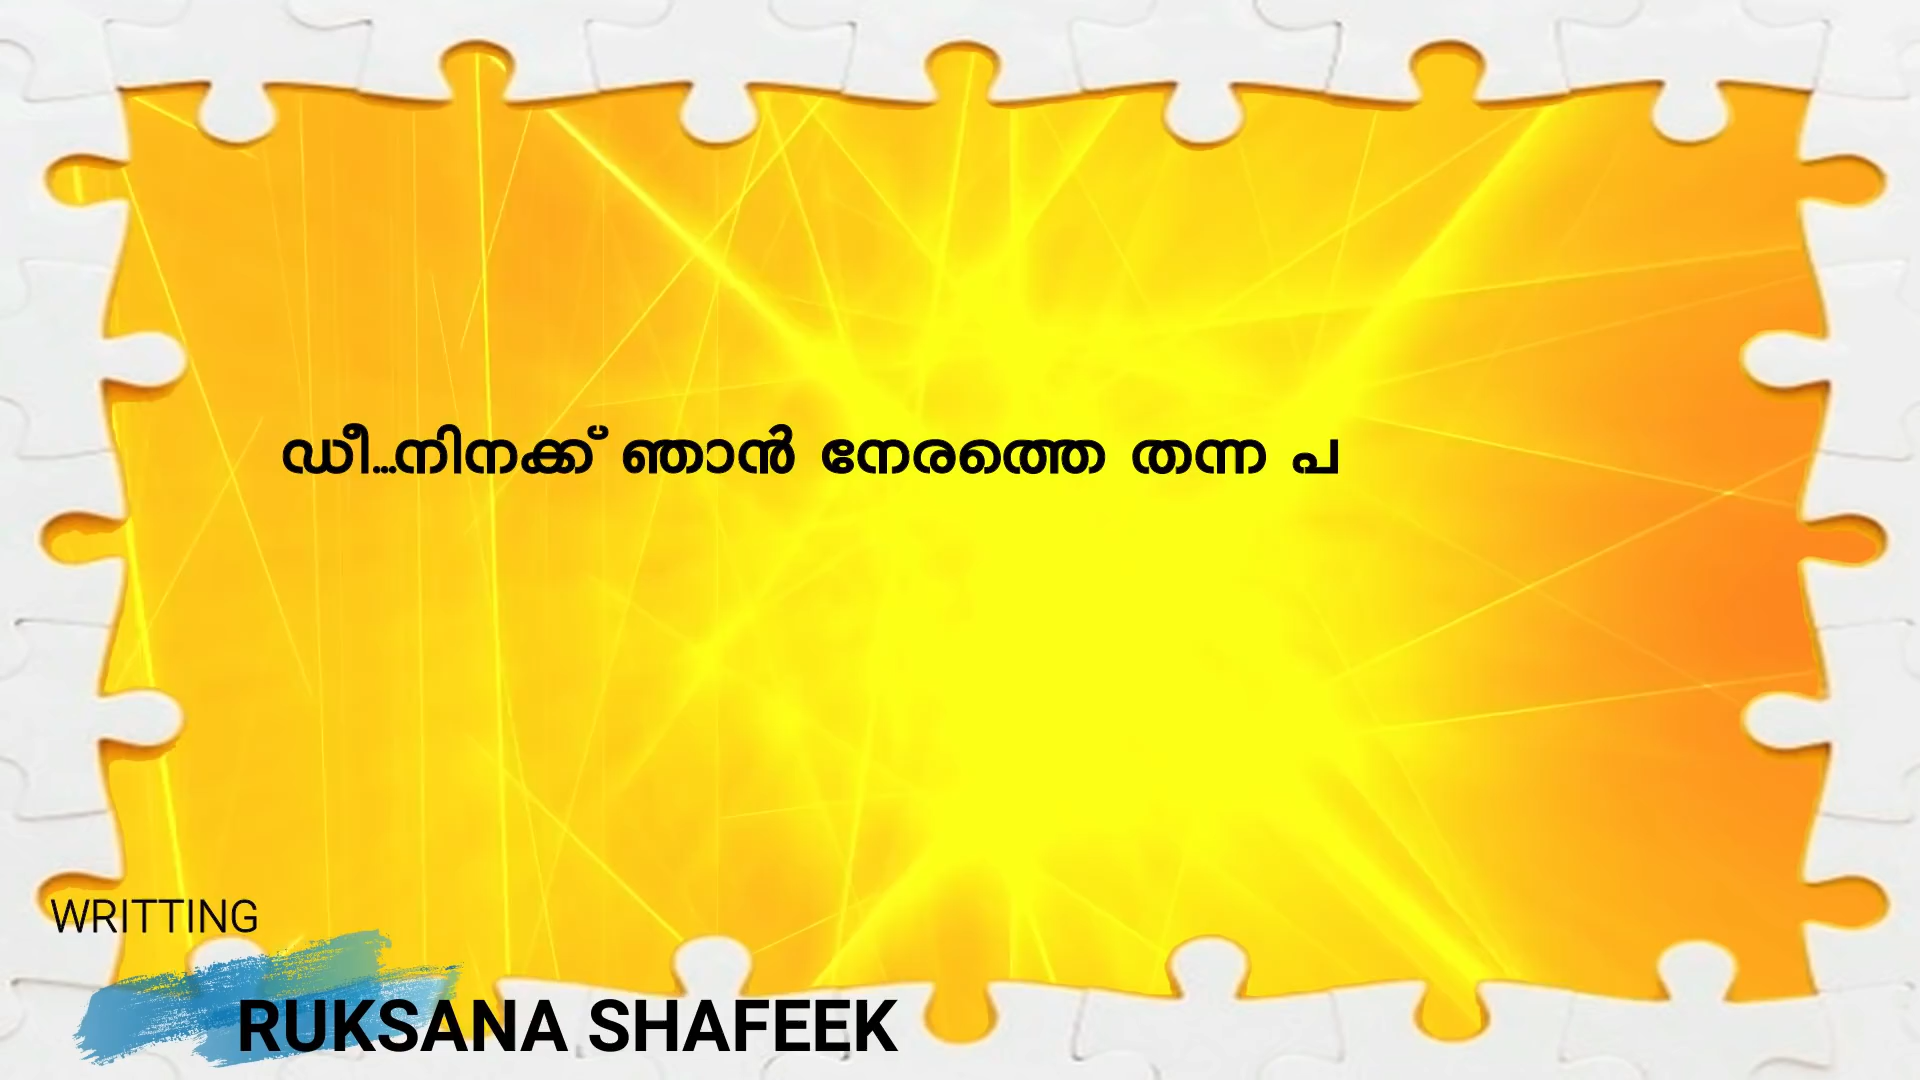 ഡീ...നിനക്ക് ഞാൻ നേരത്തെ തന്ന പ
WRITTING
RUKSANA SHAFEEK